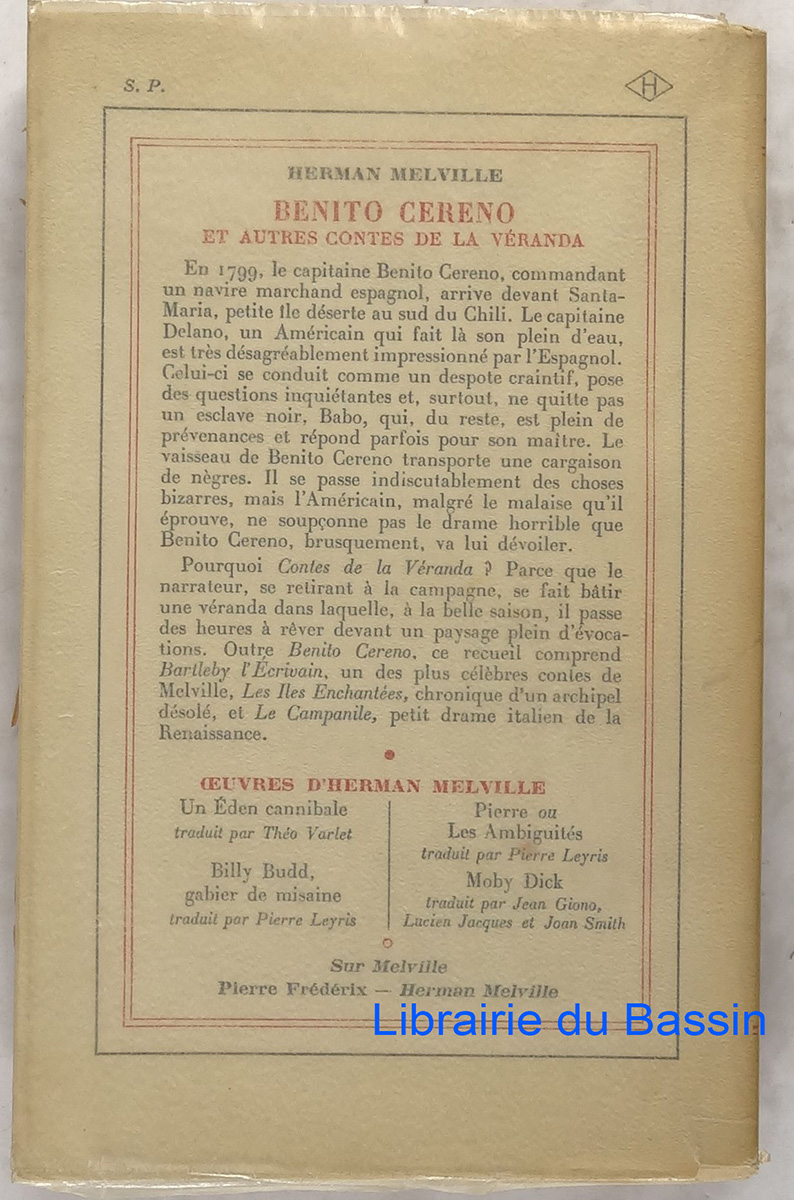 S. P.
H
HERMAN MELVILLE
BENITO CERENO
ET AUTRES CONTES DE LA VÉRANDA
En 1799, le capitaine Benito Cereno, commandant
un navire marchand espagnol, arrive devant Santa-
Maria, petite île déserte au sud du Chili. Le capitaine
Delano, un Américain qui fait là son plein d'eau,
est très désagréablement impressionné par l'Espagnol.
Celui-ci se conduit comme un despote craintif, pose
des questions inquiétantes et, surtout, ne quitte pas
un esclave noir, Babo, qui, du reste, est plein de
prévenances et répond parfois pour son maître. Le
vaisseau de Benito Cereno transporte une cargaison
de nègres. Il se passe indiscutablement des choses
bizarres, mais l'Américain, malgré le malaise qu'il
éprouve, ne soupçonne pas le drame horrible que
Benito Cereno, brusquement, va lui dévoiler.
Pourquoi Contes de la Véranda ? Parce que le
narrateur, se retirant à la campagne, se fait bâtir
une véranda dans laquelle, à la belle saison, il passe
des heures à rêver devant un paysage plein d'évoca-
tions. Outre Benito Cereno, ce recueil comprend
Bartleby l'Écrivain, un des plus célèbres contes de
Melville, Les Iles Enchantées, chronique d'un archipel
désolé, et Le Campanile, petit drame italien de la
Renaissance.
ŒUVRES D'HERMAN MELVILLE
Un Éden cannibale
traduit par Théo Varlet
Billy Budd,
gabier de misaine
traduit par Pierre Leyris
Pierre ou
Les Ambiguités
traduit par Pierre Leyris
Moby Dick
traduit par Jean Giono,
Lucien Jacques et Joan Smith
Sur Melville
Pierre Frédérix — Herman Melville
Librairie du Bassin